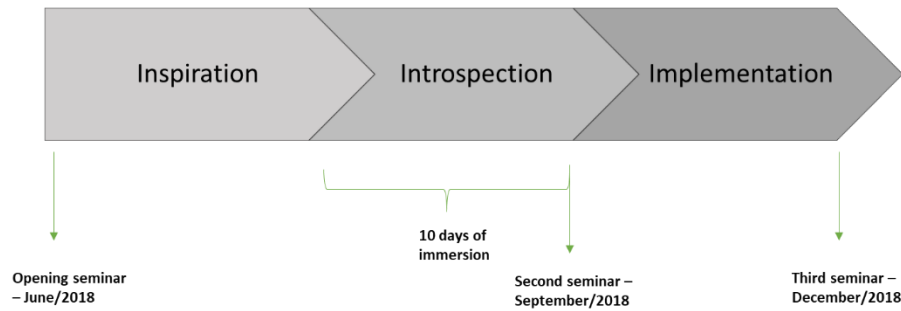 Inspiration
Introspection
Implementation
10 days of
immersion
Opening seminar
– June/2018
Second seminar –
September/2018
Third seminar –
December/2018